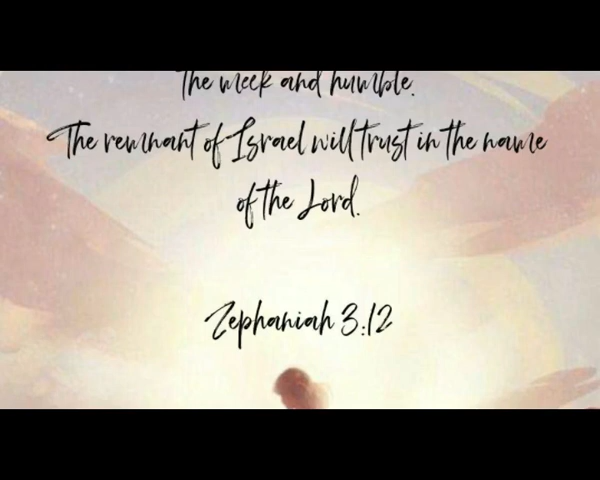 The meek and humble.
The remnant of Israel will trust in the name
of the Lord.
Zephaniah 3:12